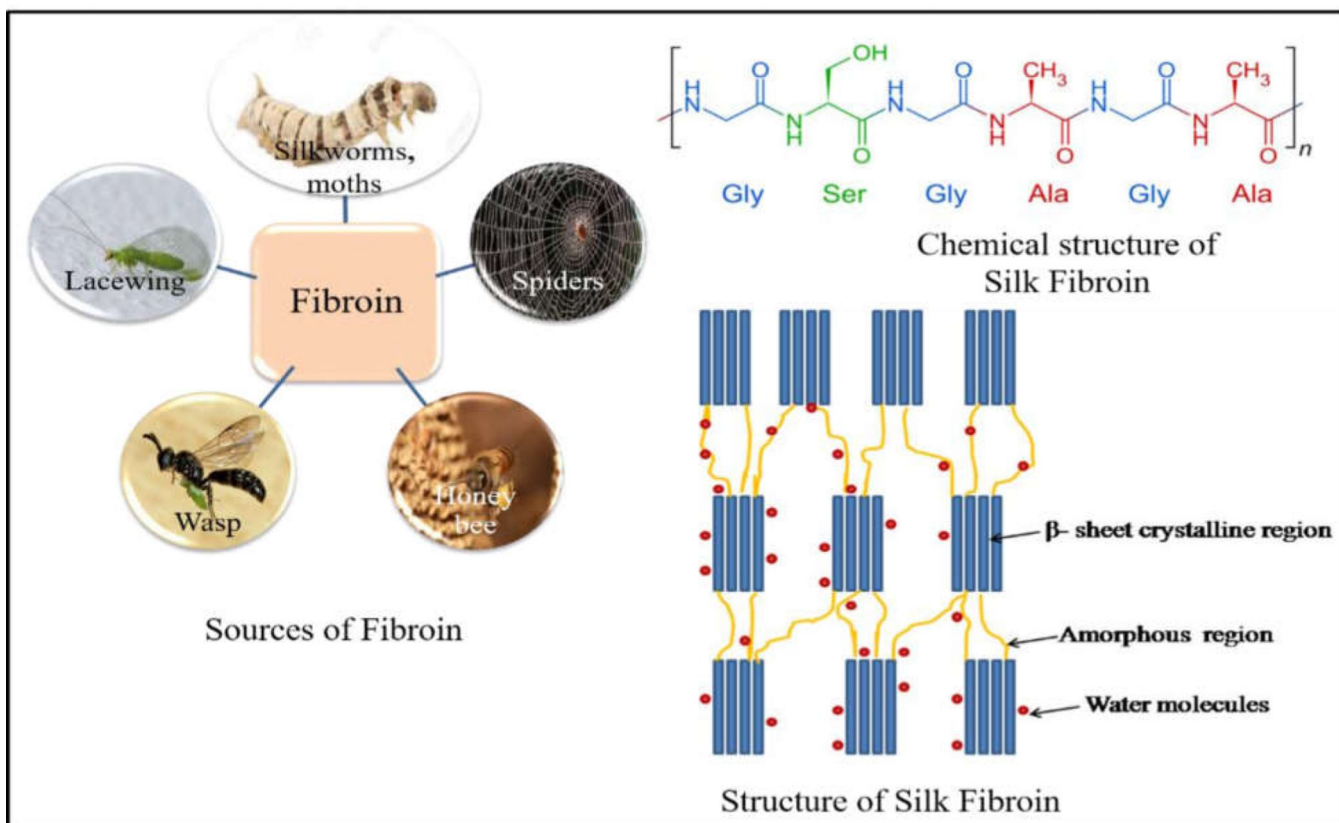 Silkworms,
moths
Lacewing
Spiders
Fibroin
Wasp
Honey
bee
Sources of Fibroin
OH
H
N
O
O
CH3
H
N
O
O
CH3
n
N
H
O
N
H
O
N
H
O
Gly Ser Gly Ala Gly Ala
Chemical structure of
Silk Fibroin
β- sheet crystalline region
Amorphous region
Water molecules
Structure of Silk Fibroin